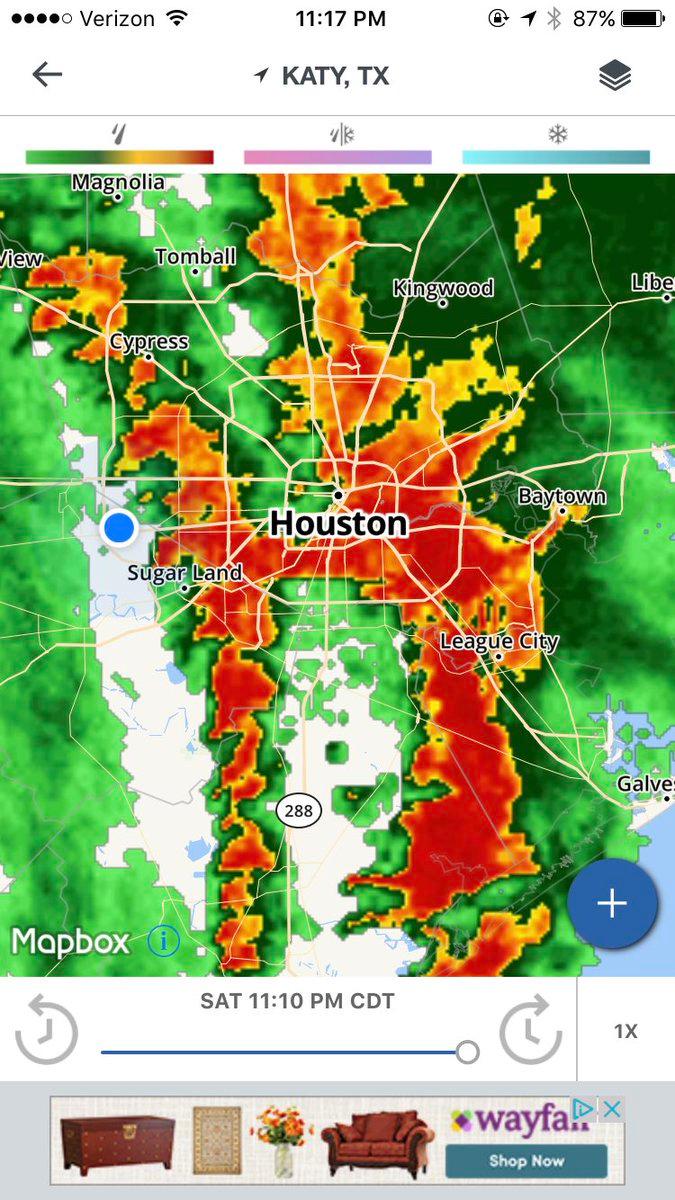 Verizon 11:17 PM 87%
KATY, TX
Magnolia
View
Tomball
Kingwood
Libe
Cypress
Baytown
Houston
Sugar Land
League City
Galves
288
Mapbox i
SAT 11:10 PM CDT
1X
wayfair
Shop Now